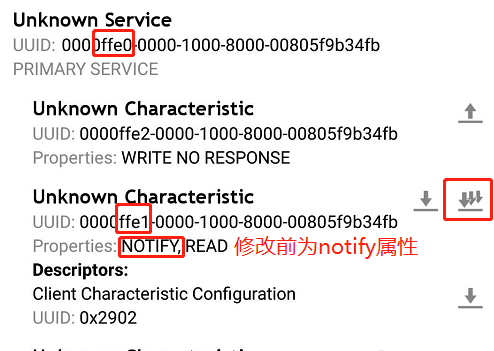 Unknown Service
UUID: 0000ffe0-0000-1000-8000-00805f9b34fb
PRIMARY SERVICE
Unknown Characteristic
UUID: 0000ffe2-0000-1000-8000-00805f9b34fb
Properties: WRITE NO RESPONSE
Unknown Characteristic
UUID: 0000ffe1-0000-1000-8000-00805f9b34fb
Properties: NOTIFY, READ 修改前为notify属性
Descriptors:
Client Characteristic Configuration
UUID: 0x2902